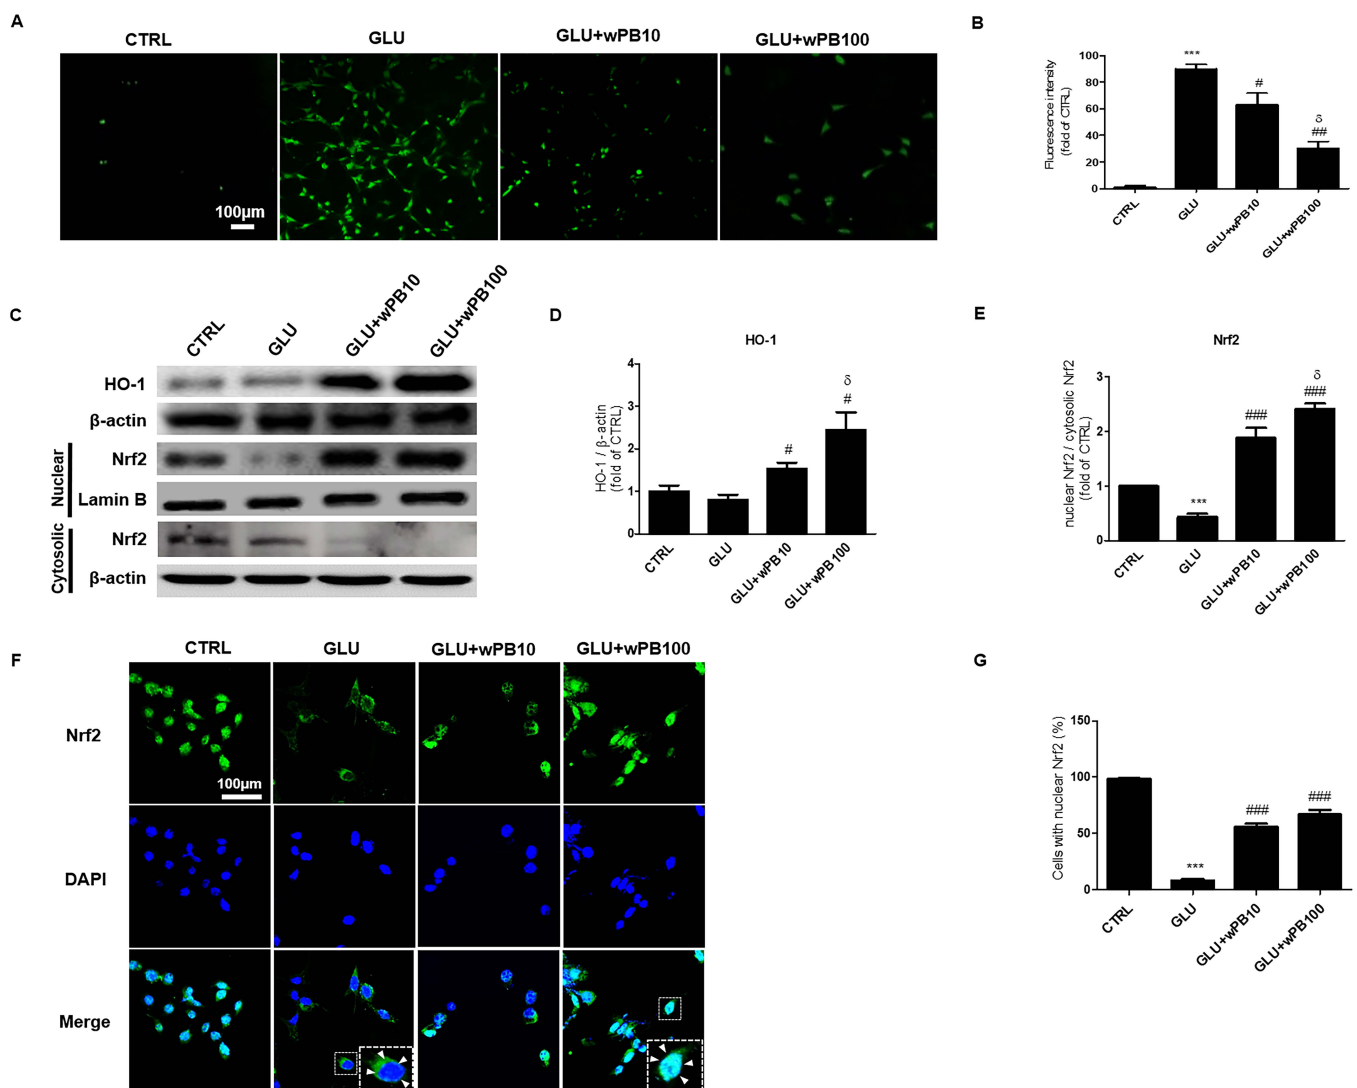 A
CTRL
GLU
GLU+wPB10
GLU+wPB100
100µm
B
Fluorescence intensity
(fold of CTRL)
100
80
60
40
20
0
***
#
δ
##
CTRL
GLU
GLU+wPB10
GLU+wPB100
C
CTRL
GLU
GLU+wPB10
GLU+wPB100
HO-1
β-actin
Nuclear
Nrf2
Lamin B
Cytosolic
Nrf2
β-actin
D
HO-1
HO-1 / β-actin
(fold of CTRL)
4
3
2
1
0
#
δ
#
CTRL
GLU
GLU+wPB10
GLU+wPB100
E
Nrf2
nuclear Nrf2 / cytosolic Nrf2
(fold of CTRL)
3
2
1
0
***
###
δ
###
CTRL
GLU
GLU+wPB10
GLU+wPB100
F
CTRL
GLU
GLU+wPB10
GLU+wPB100
Nrf2
100µm
DAPI
Merge
G
Cells with nuclear Nrf2 (%)
150
100
50
0
***
###
###
CTRL
GLU
GLU+wPB10
GLU+wPB100